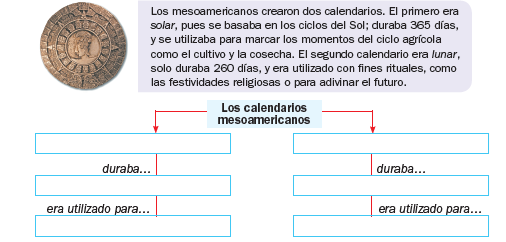 Los mesoamericanos crearon dos calendarios. El primero era
solar, pues se basaba en los ciclos del Sol; duraba 365 días,
y se utilizaba para marcar los momentos del ciclo agrícola
como el cultivo y la cosecha. El segundo calendario era lunar,
solo duraba 260 días, y era utilizado con fines rituales, como
las festividades religiosas o para adivinar el futuro.
Los calendarios
mesoamericanos
duraba…
duraba…
era utilizado para…
era utilizado para…